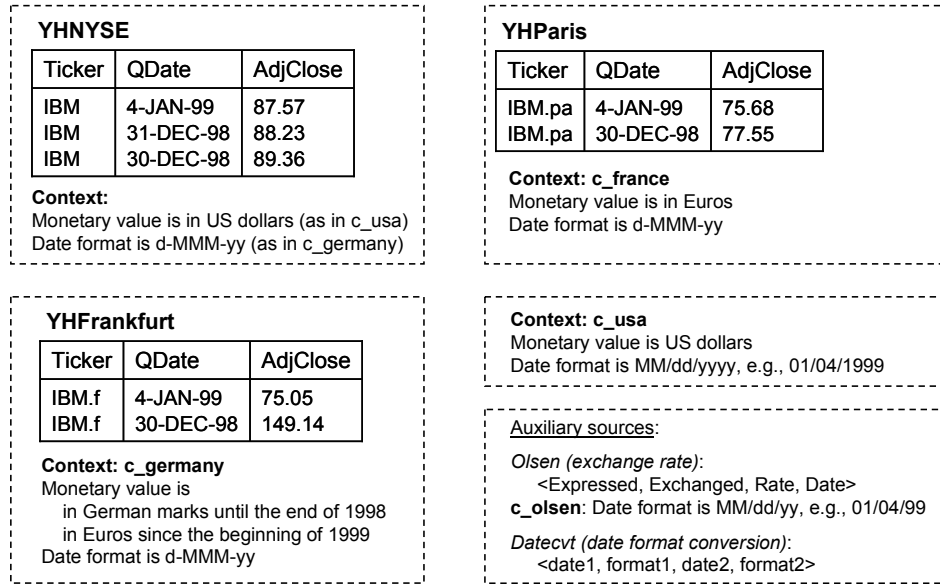 YHNYSE
Ticker QDate AdjClose
IBM 4-JAN-99 87.57
IBM 31-DEC-98 88.23
IBM 30-DEC-98 89.36
Context:
Monetary value is in US dollars (as in c_usa)
Date format is d-MMM-yy (as in c_germany)
YHParis
Ticker QDate AdjClose
IBM.pa 4-JAN-99 75.68
IBM.pa 30-DEC-98 77.55
Context: c_france
Monetary value is in Euros
Date format is d-MMM-yy
YHFrankfurt
Ticker QDate AdjClose
IBM.f 4-JAN-99 75.05
IBM.f 30-DEC-98 149.14
Context: c_germany
Monetary value is
in German marks until the end of 1998
in Euros since the beginning of 1999
Date format is d-MMM-yy
Context: c_usa
Monetary value is US dollars
Date format is MM/dd/yyyy, e.g., 01/04/1999
Auxiliary sources:
Olsen (exchange rate):
<Expressed, Exchanged, Rate, Date>
c_olsen: Date format is MM/dd/yy, e.g., 01/04/99
Datecvt (date format conversion):
<date1, format1, date2, format2>